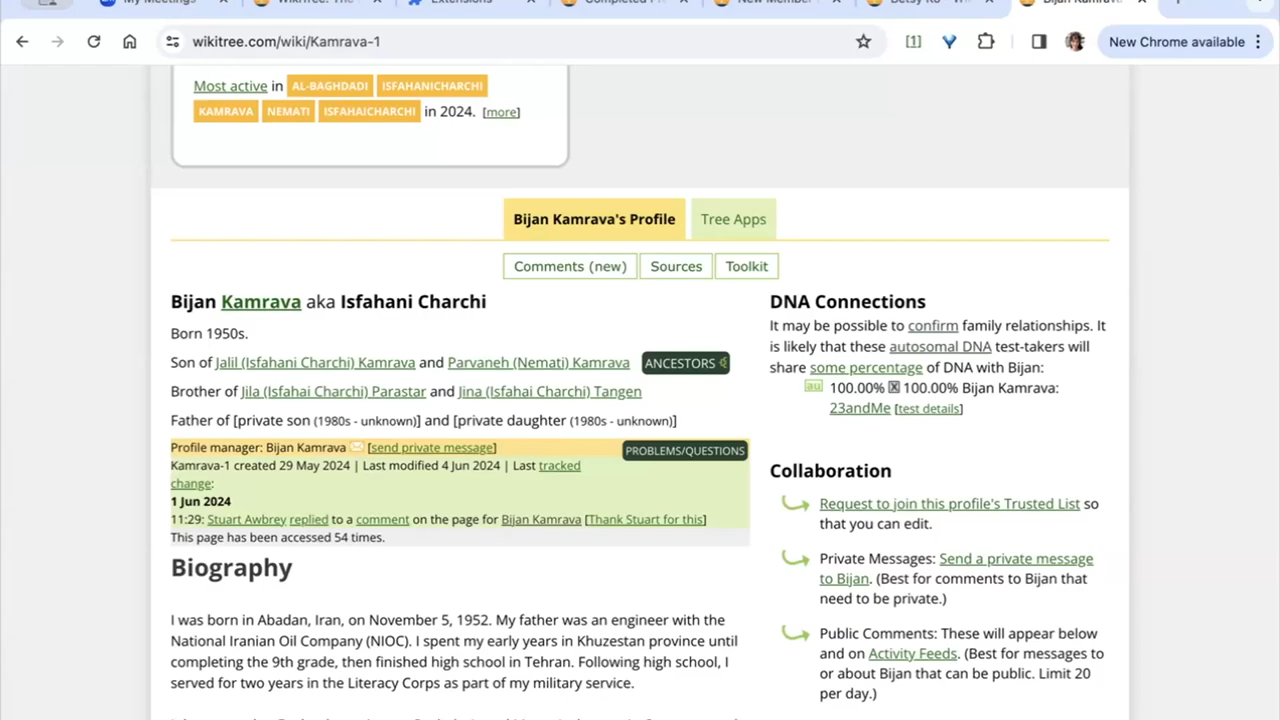 My Meetings
WikiTree: The
Extensions
New Member
Betsy Ko
Bijan Kamrava
wikitree.com/wiki/Kamrava-1
[1]
New Chrome available
Most active in AL-BAGHDADI ISFAHANICHARCHI
KAMRAVA NEMATI ISFAHAICHARCHI in 2024. [more]
Bijan Kamrava's Profile
Tree Apps
Comments (new)
Sources
Toolkit
Bijan Kamrava aka Isfahani Charchi
Born 1950s.
Son of Jalil (Isfahani Charchi) Kamrava and Parvaneh (Nemati) Kamrava ANCESTORS
Brother of Jila (Isfahai Charchi) Parastar and Jina (Isfahai Charchi) Tangen
Father of [private son (1980s - unknown)] and [private daughter (1980s - unknown)]
Profile manager: Bijan Kamrava [send private message]
PROBLEMS/QUESTIONS
Kamrava-1 created 29 May 2024 | Last modified 4 Jun 2024 | Last tracked
change:
1 Jun 2024
11:29: Stuart Awbrey replied to a comment on the page for Bijan Kamrava [Thank Stuart for this]
This page has been accessed 54 times.
Biography
I was born in Abadan, Iran, on November 5, 1952. My father was an engineer with the
National Iranian Oil Company (NIOC). I spent my early years in Khuzestan province until
completing the 9th grade, then finished high school in Tehran. Following high school, I
served for two years in the Literacy Corps as part of my military service.
DNA Connections
It may be possible to confirm family relationships. It
is likely that these autosomal DNA test-takers will
share some percentage of DNA with Bijan:
au 100.00% X 100.00% Bijan Kamrava:
23andMe [test details]
Collaboration
Request to join this profile's Trusted List so
that you can edit.
Private Messages: Send a private message
to Bijan. (Best for comments to Bijan that
need to be private.)
Public Comments: These will appear below
and on Activity Feeds. (Best for messages to
or about Bijan that can be public. Limit 20
per day.)